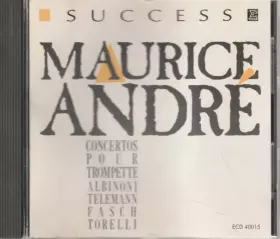 SUCCESS
MAURICE
ANDRÉ
CONCERTOS
POUR
TROMPETTE
ALBINONI
TELEMANN
FASCH
TORELLI
ECD 40015